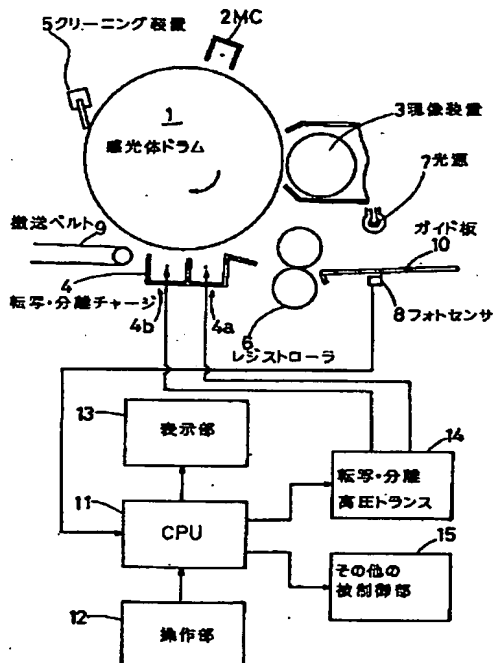 2MC
5クリーニング装置
1
感光体ドラム
3現像装置
7光源
搬送ベルト9
ガイド板
10
4
転写・分離チャージ
4b
4a
6
レジストローラ
8フォトセンサ
13
表示部
14
転写・分離
高圧トランス
11
CPU
15
その他の
被制御部
12
操作部